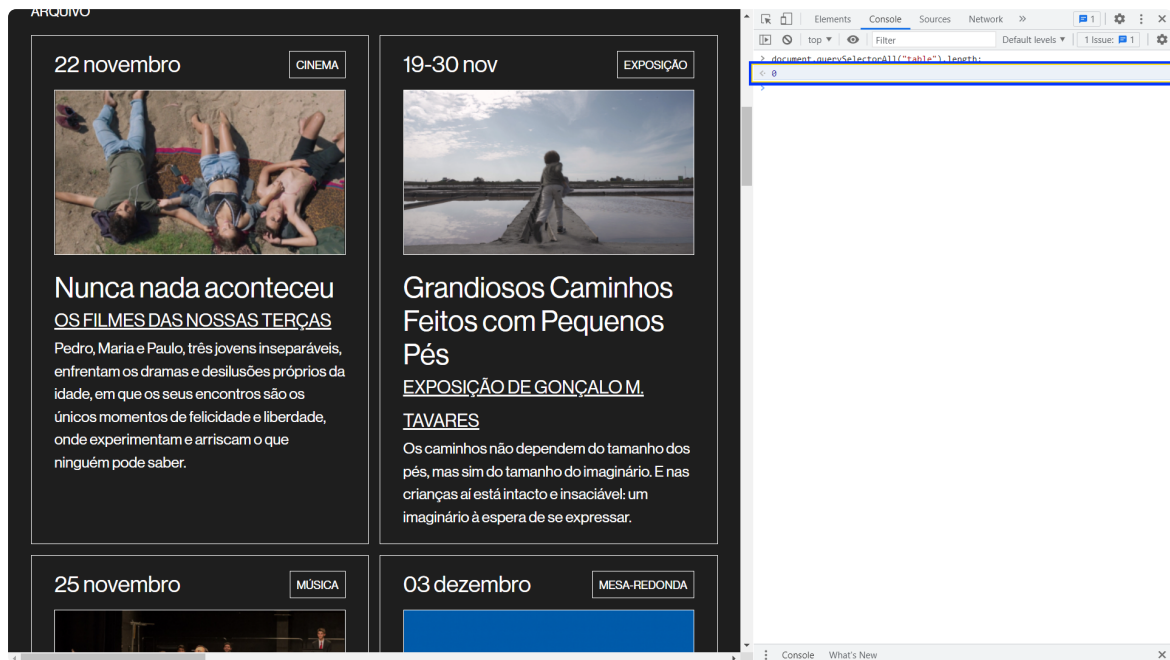 ARQUIVO
22 novembro
CINEMA
Nunca nada aconteceu
OS FILMES DAS NOSSAS TERÇAS
Pedro, Maria e Paulo, três jovens inseparáveis,
enfrentam os dramas e desilusões próprios da
idade, em que os seus encontros são os
únicos momentos de felicidade e liberdade,
onde experimentam e arriscam o que
ninguém pode saber.
19-30 nov
EXPOSIÇÃO
Grandiosos Caminhos
Feitos com Pequenos
Pés
EXPOSIÇÃO DE GONÇALO M.
TAVARES
Os caminhos não dependem do tamanho dos
pés, mas sim do tamanho do imaginário. E nas
crianças aí está intacto e insaciável: um
imaginário à espera de se expressar.
25 novembro
MÚSICA
03 dezembro
MESA-REDONDA
Elements Console Sources Network » 1
top Filter Default levels 1 Issue: 1
> document.querySelectorAll("table").length;
0
>
Console What's New